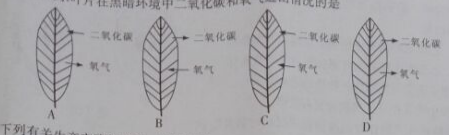 叶片在黑暗环境中二氧化碳和氧气进出情况的是
二氧化碳 二氧化碳 二氧化碳 二氧化碳
氧气 氧气 氧气 氧气
A B C D
下列有关生产